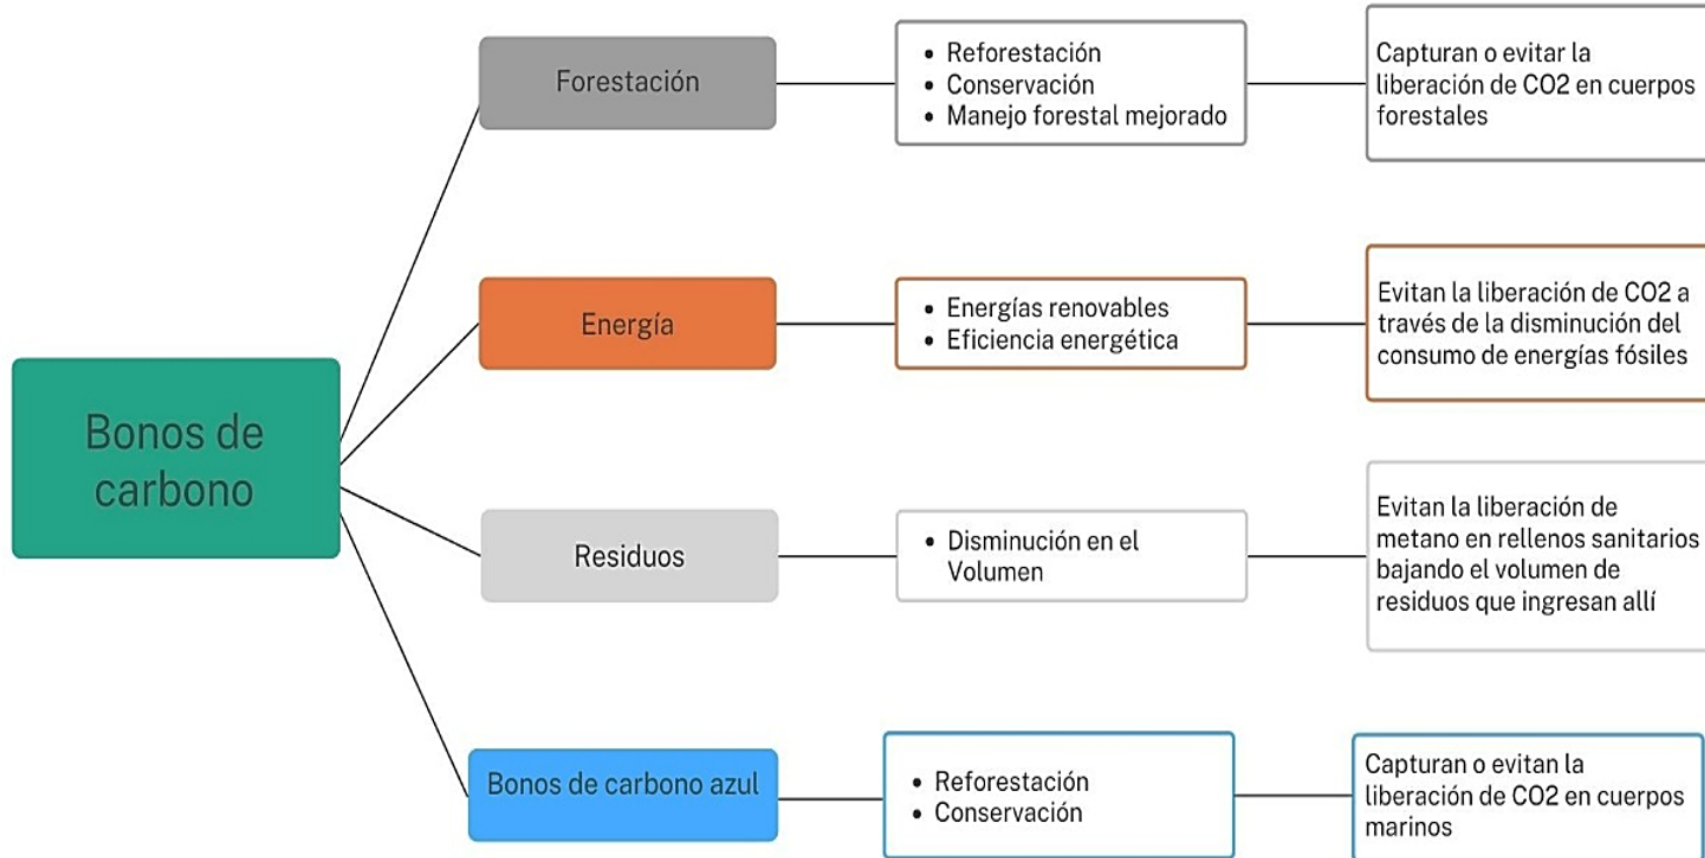 Bonos de
carbono
Forestación
• Reforestación
• Conservación
• Manejo forestal mejorado
Capturan o evitar la
liberación de CO2 en cuerpos
forestales
Energía
• Energías renovables
• Eficiencia energética
Evitan la liberación de CO2 a
través de la disminución del
consumo de energías fósiles
Residuos
• Disminución en el
Volumen
Evitan la liberación de
metano en rellenos sanitarios
bajando el volumen de
residuos que ingresan allí
Bonos de carbono azul
• Reforestación
• Conservación
Capturan o evitan la
liberación de CO2 en cuerpos
marinos